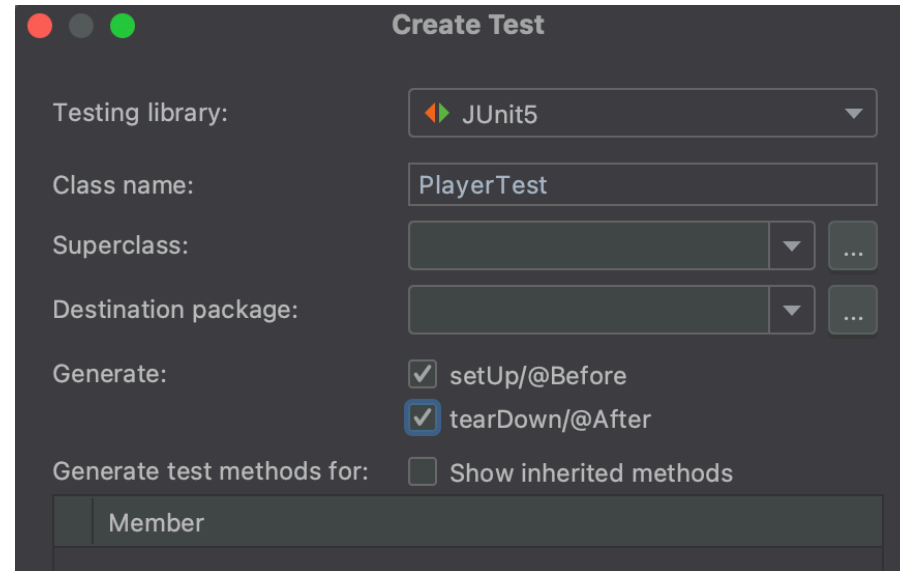 Create Test
Testing library: JUnit5
Class name: PlayerTest
Superclass: ...
Destination package: ...
Generate: setUp/@Before
tearDown/@After
Generate test methods for: Show inherited methods
Member